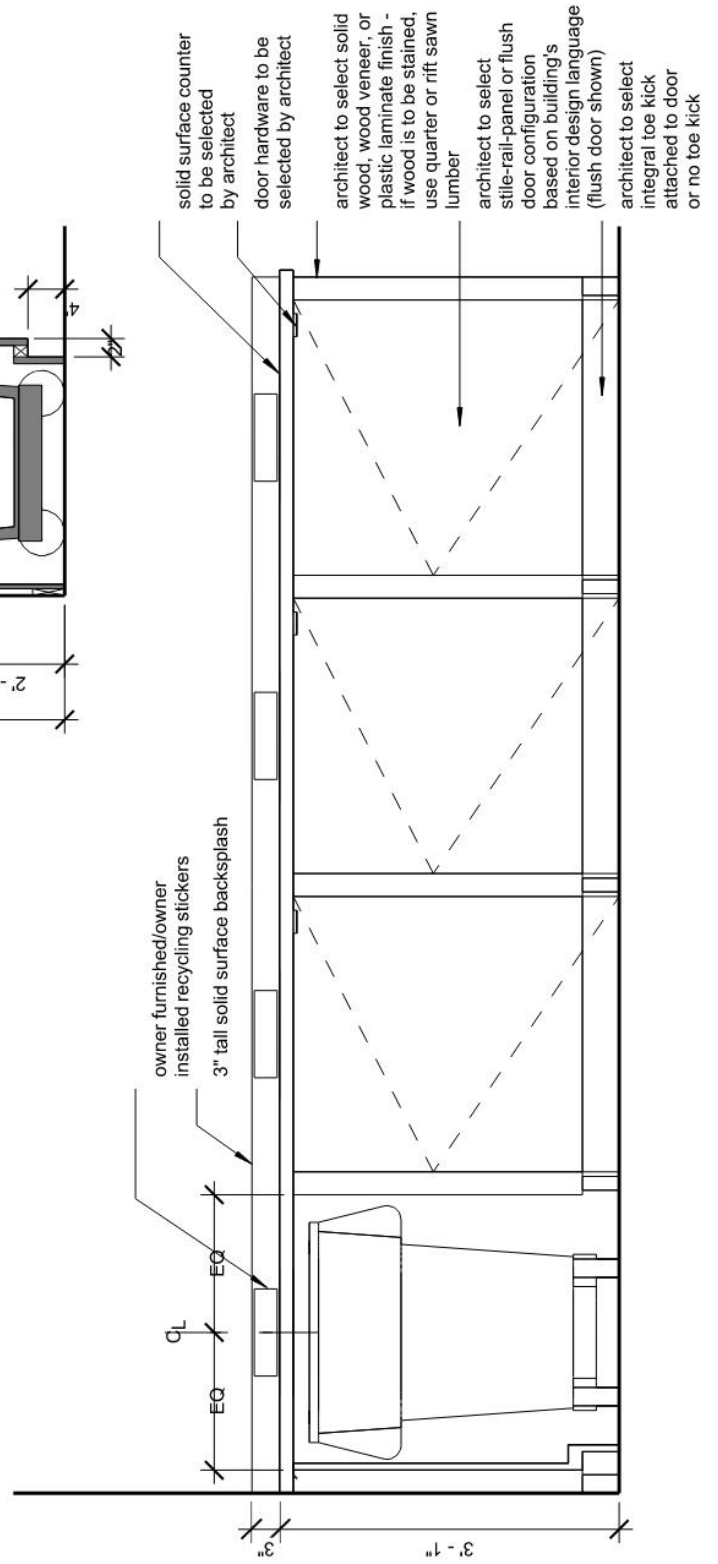 4"
2"
2' -
owner furnished/owner
installed recycling stickers
3" tall solid surface backsplash
CL
EQ
EQ
3"
3' - 1"
solid surface counter
to be selected
by architect
door hardware to be
selected by architect
architect to select solid
wood, wood veneer, or
plastic laminate finish -
if wood is to be stained,
use quarter or rift sawn
lumber
architect to select
stile-rail-panel or flush
door configuration
based on building's
interior design language
(flush door shown)
architect to select
integral toe kick
attached to door
or no toe kick